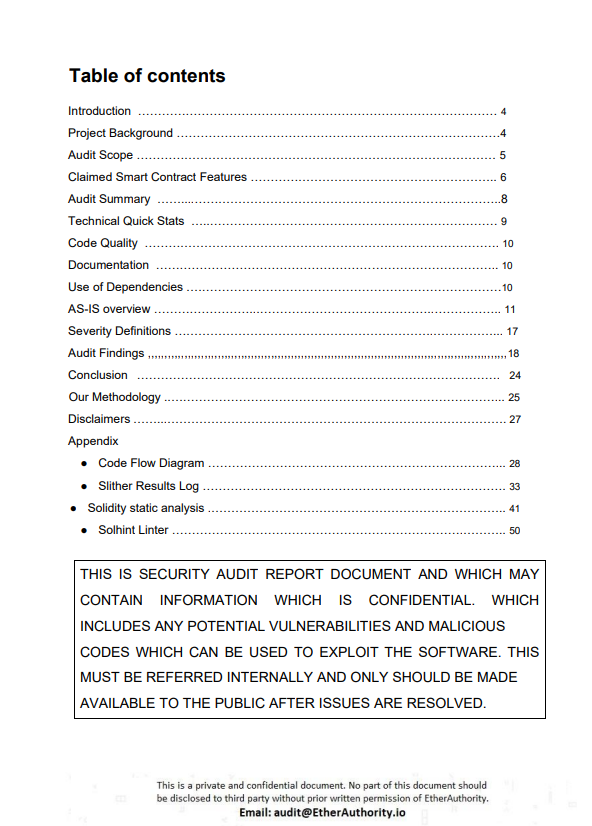 Table of contents
Introduction ……………………………………………………………………………… 4
Project Background ………………………………………………………………………4
Audit Scope ……………………………………………………………………………… 5
Claimed Smart Contract Features ……………………………………………………… 6
Audit Summary ……...……………………………………………………………………..8
Technical Quick Stats …..………………………………………………………………… 9
Code Quality ……………………………………………………………………………… 10
Documentation ……………………………………………………………………………. 10
Use of Dependencies ………………………………………………………………………10
AS-IS overview …………………………………………………………………………….. 11
Severity Definitions ………………………………………………………………………... 17
Audit Findings ,,,,,,,,,,,,,,,,,,,,,,,,,,,,,,,,,,,,,,,,,,,,,,,,,,,,,,,,,,,,,,,,,,,,,,,,,,,,,,,,,,,,,,,,,,,18
Conclusion ……………………………………………………………………………… 24
Our Methodology ………………………………………………………………………... 25
Disclaimers ……...………………………………………………………………………. 27
Appendix
● Code Flow Diagram ………………………………………………………………... 28
● Slither Results Log …………………………………………………………………. 33
● Solidity static analysis ………………………………………………………………. 41
● Solhint Linter ………………………………………………………………………… 50
THIS IS SECURITY AUDIT REPORT DOCUMENT AND WHICH MAY
CONTAIN INFORMATION WHICH IS CONFIDENTIAL. WHICH
INCLUDES ANY POTENTIAL VULNERABILITIES AND MALICIOUS
CODES WHICH CAN BE USED TO EXPLOIT THE SOFTWARE. THIS
MUST BE REFERRED INTERNALLY AND ONLY SHOULD BE MADE
AVAILABLE TO THE PUBLIC AFTER ISSUES ARE RESOLVED.
This is a private and confidential document. No part of this document should
be disclosed to third party without prior written permission of EtherAuthority.
Email: audit@EtherAuthority.io